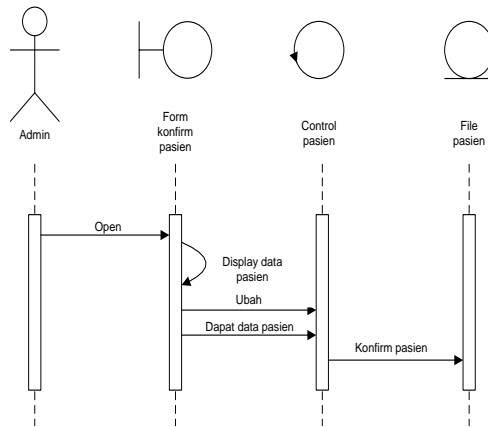 Admin
Form
konfirm
pasien
Control
pasien
File
pasien
Open
Display data
pasien
Ubah
Dapat data pasien
Konfirm pasien